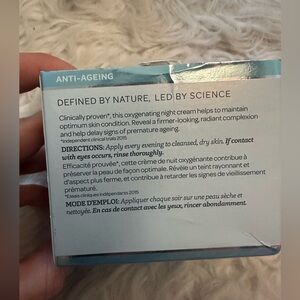 ANTI-AGEING
DEFINED BY NATURE, LED BY SCIENCE
Clinically proven*, this oxygenating night cream helps to maintain
optimum skin condition. Reveal a firmer-looking, radiant complexion
and help delay signs of premature ageing.
*Independent clinical trials 2015
DIRECTIONS: Apply every evening to cleansed, dry skin. If contact
with eyes occurs, rinse thoroughly.
Efficacité prouvée*, cette crème de nuit oxygénante contribue à
préserver la peau de façon optimale. Révèle un teint rayonnant et
d'aspect plus ferme, et contribue à retarder les signes de vieillissement
prématuré.
*Essais cliniques indépendants 2015
MODE D'EMPLOI: Appliquer chaque soir sur une peau sèche et
nettoyée. En cas de contact avec les yeux, rincer abondamment.